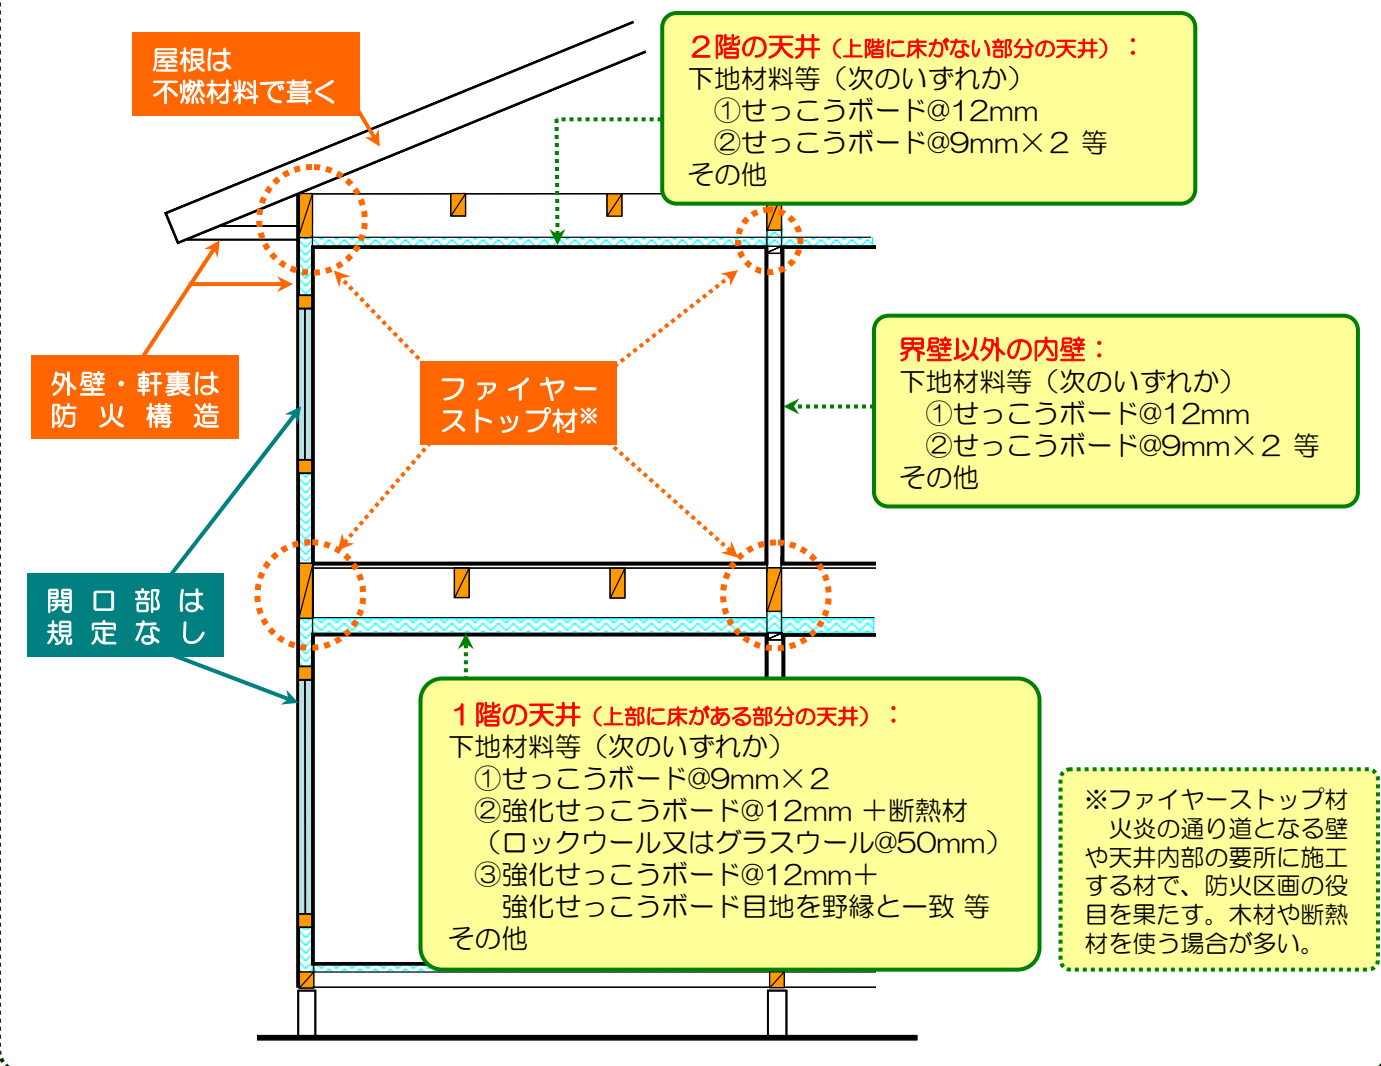 屋根は
不燃材料で葺く
２階の天井（上階に床がない部分の天井）：
下地材料等（次のいずれか）
①せっこうボード@12mm
②せっこうボード@9mm×２ 等
その他
外壁・軒裏は
防 火 構 造
ファイヤー
ストップ材※
界壁以外の内壁：
下地材料等（次のいずれか）
①せっこうボード@12mm
②せっこうボード@9mm×２ 等
その他
開 口 部 は
規 定 な し
１階の天井（上部に床がある部分の天井）：
下地材料等（次のいずれか）
①せっこうボード@9mm×２
②強化せっこうボード@12mm ＋断熱材
（ロックウール又はグラスウール@50mm）
③強化せっこうボード@12mm＋
強化せっこうボード目地を野縁と一致 等
その他
※ファイヤーストップ材
火炎の通り道となる壁
や天井内部の要所に施工
する材で、防火区画の役
目を果たす。木材や断熱
材を使う場合が多い。